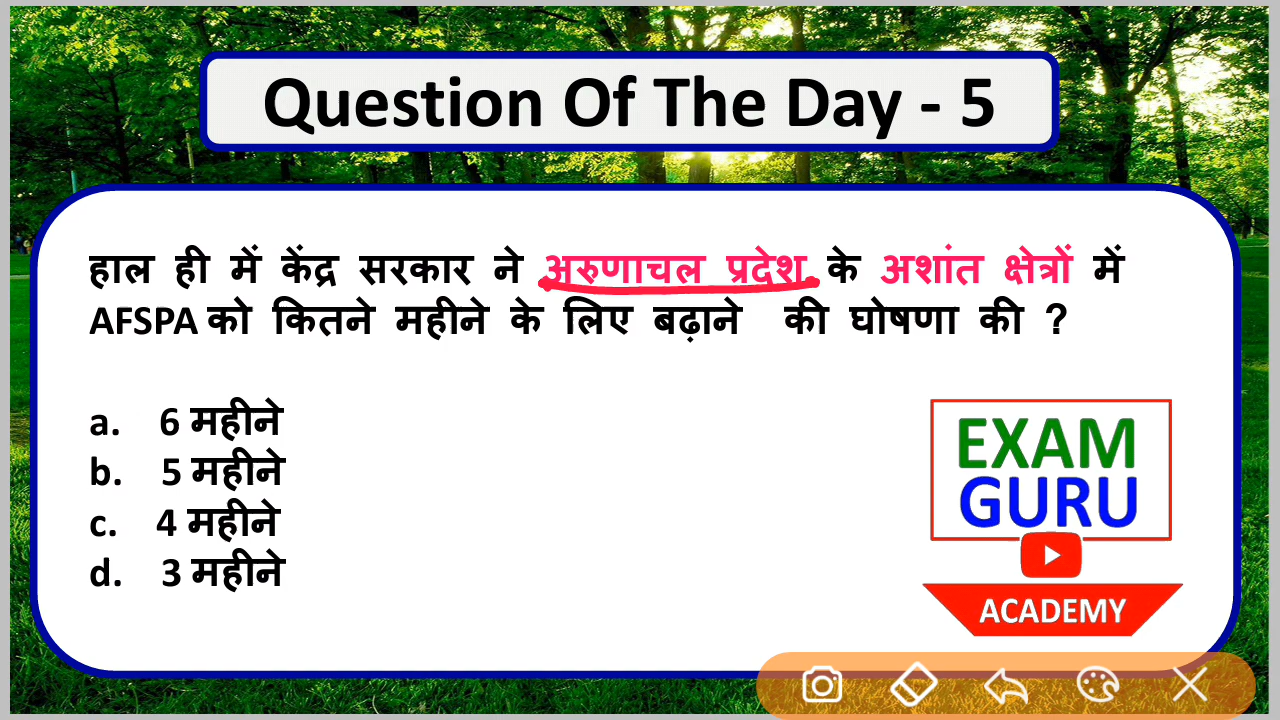 Question Of The Day - 5
हाल ही में केंद्र सरकार ने अरुणाचल प्रदेश के अशांत क्षेत्रों में
AFSPA को कितने महीने के लिए बढ़ाने की घोषणा की ?
a. 6 महीने
b. 5 महीने
c. 4 महीने
d. 3 महीने
EXAM
GURU
ACADEMY